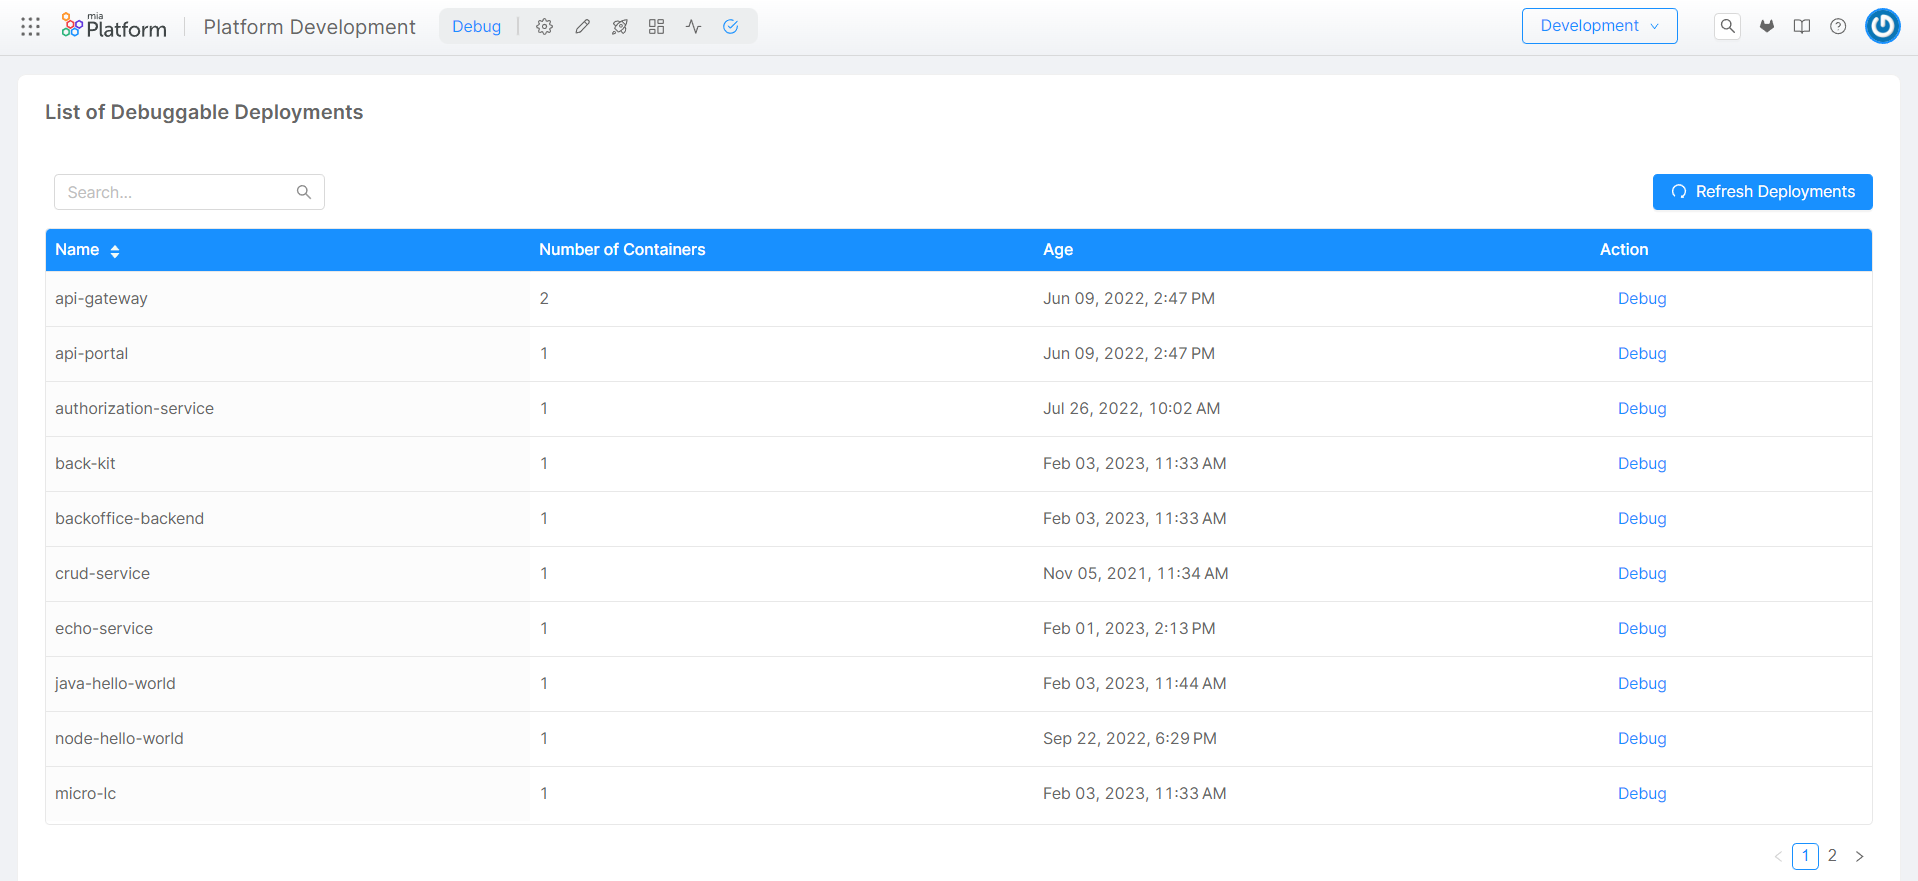 mia
Platform
Platform Development
Debug
Development
List of Debuggable Deployments
Search...
Refresh Deployments
Name Number of Containers Age Action
api-gateway 2 Jun 09, 2022, 2:47 PM Debug
api-portal 1 Jun 09, 2022, 2:47 PM Debug
authorization-service 1 Jul 26, 2022, 10:02 AM Debug
back-kit 1 Feb 03, 2023, 11:33 AM Debug
backoffice-backend 1 Feb 03, 2023, 11:33 AM Debug
crud-service 1 Nov 05, 2021, 11:34 AM Debug
echo-service 1 Feb 01, 2023, 2:13 PM Debug
java-hello-world 1 Feb 03, 2023, 11:44 AM Debug
node-hello-world 1 Sep 22, 2022, 6:29 PM Debug
micro-lc 1 Feb 03, 2023, 11:33 AM Debug
< 1 2 >